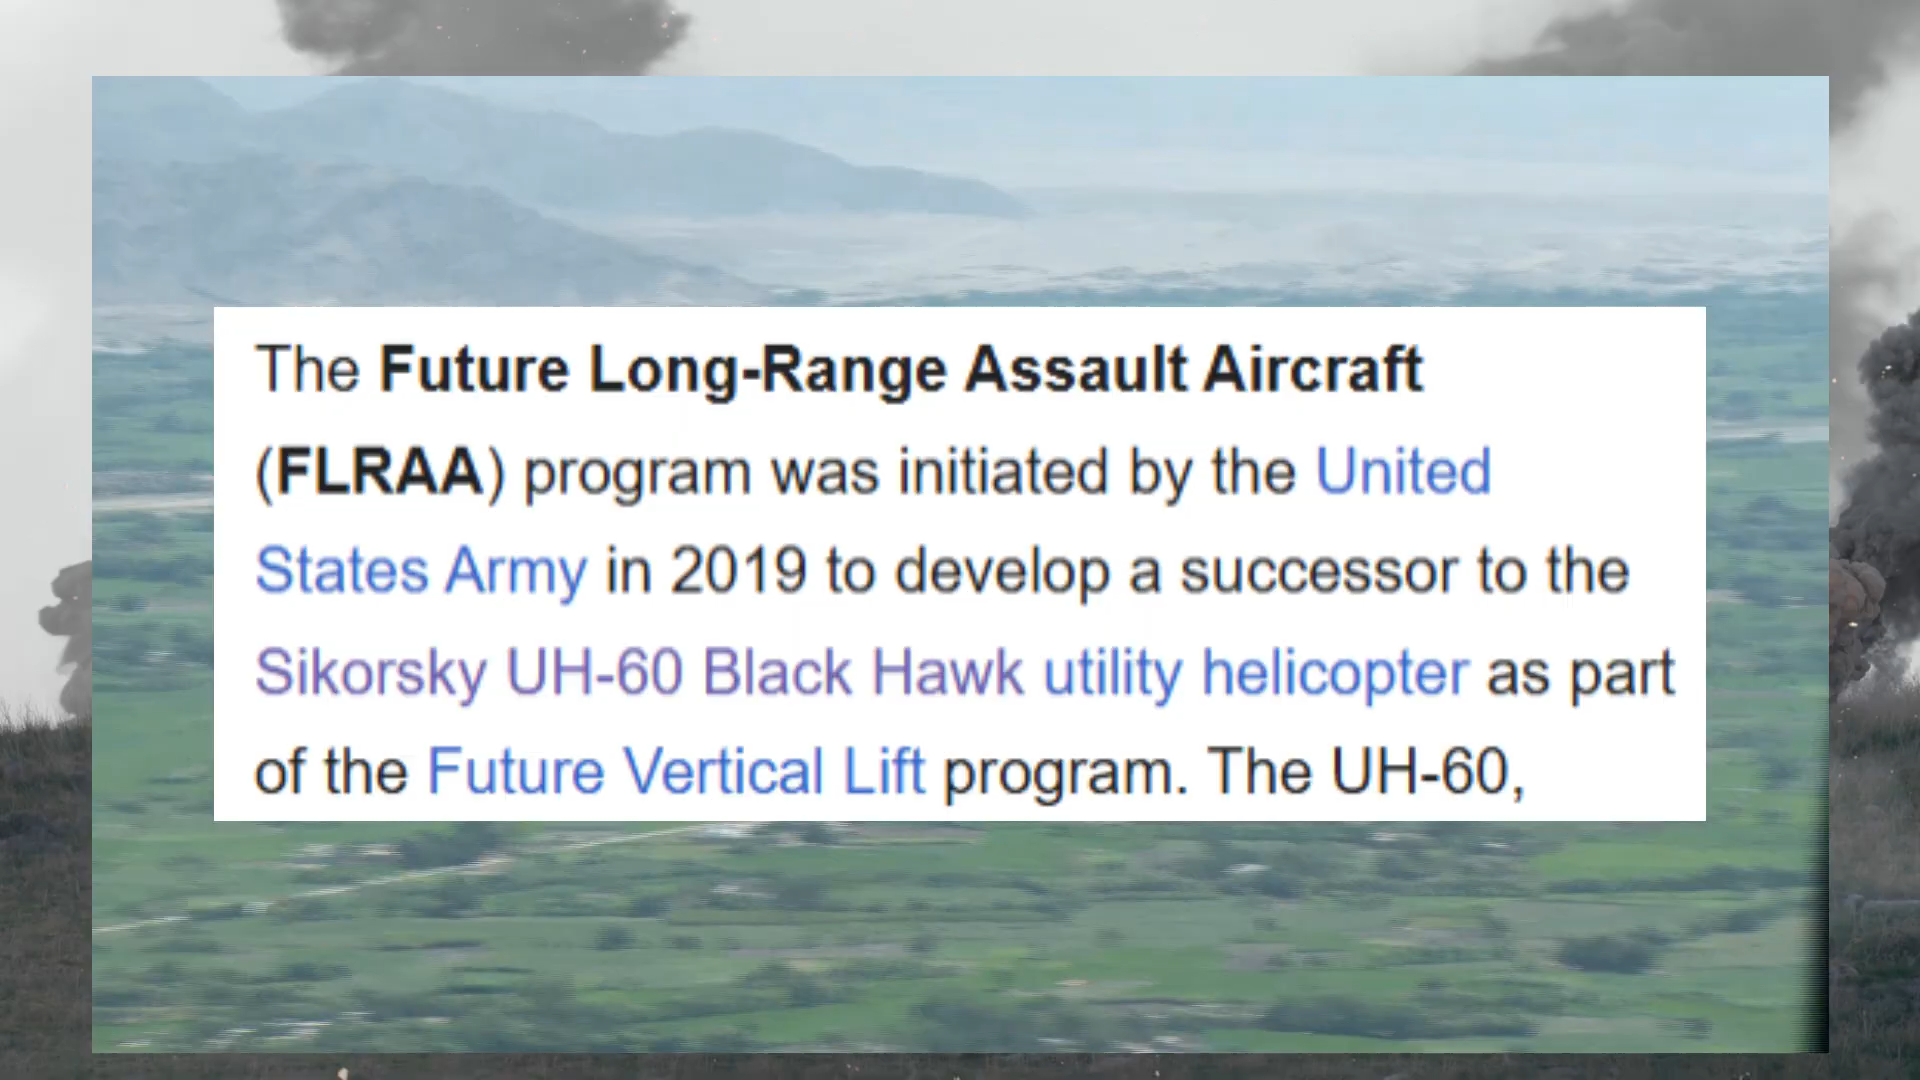 The Future Long-Range Assault Aircraft
(FLRAA) program was initiated by the United
States Army in 2019 to develop a successor to the
Sikorsky UH-60 Black Hawk utility helicopter as part
of the Future Vertical Lift program. The UH-60,